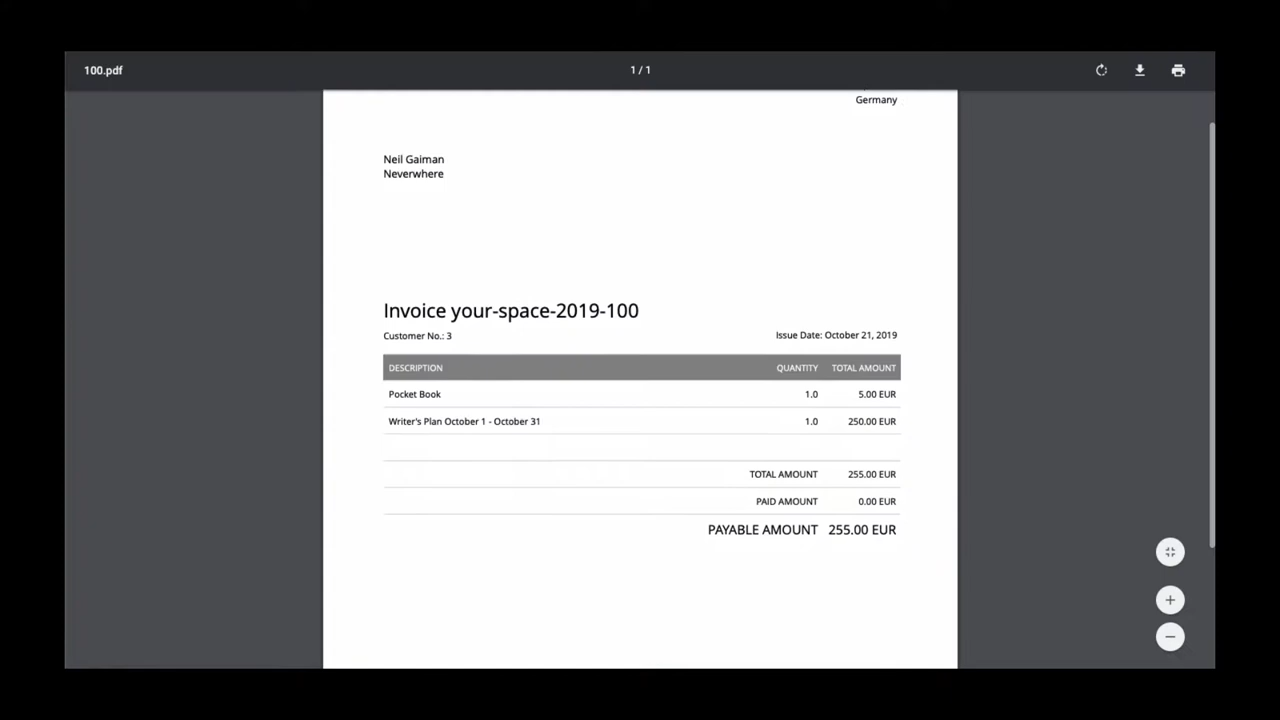 100.pdf
1 / 1
Germany
Neil Gaiman
Neverwhere
Invoice your-space-2019-100
Customer No.: 3 Issue Date: October 21, 2019
DESCRIPTION QUANTITY TOTAL AMOUNT
Pocket Book 1.0 5.00 EUR
Writer's Plan October 1 - October 31 1.0 250.00 EUR
TOTAL AMOUNT 255.00 EUR
PAID AMOUNT 0.00 EUR
PAYABLE AMOUNT 255.00 EUR